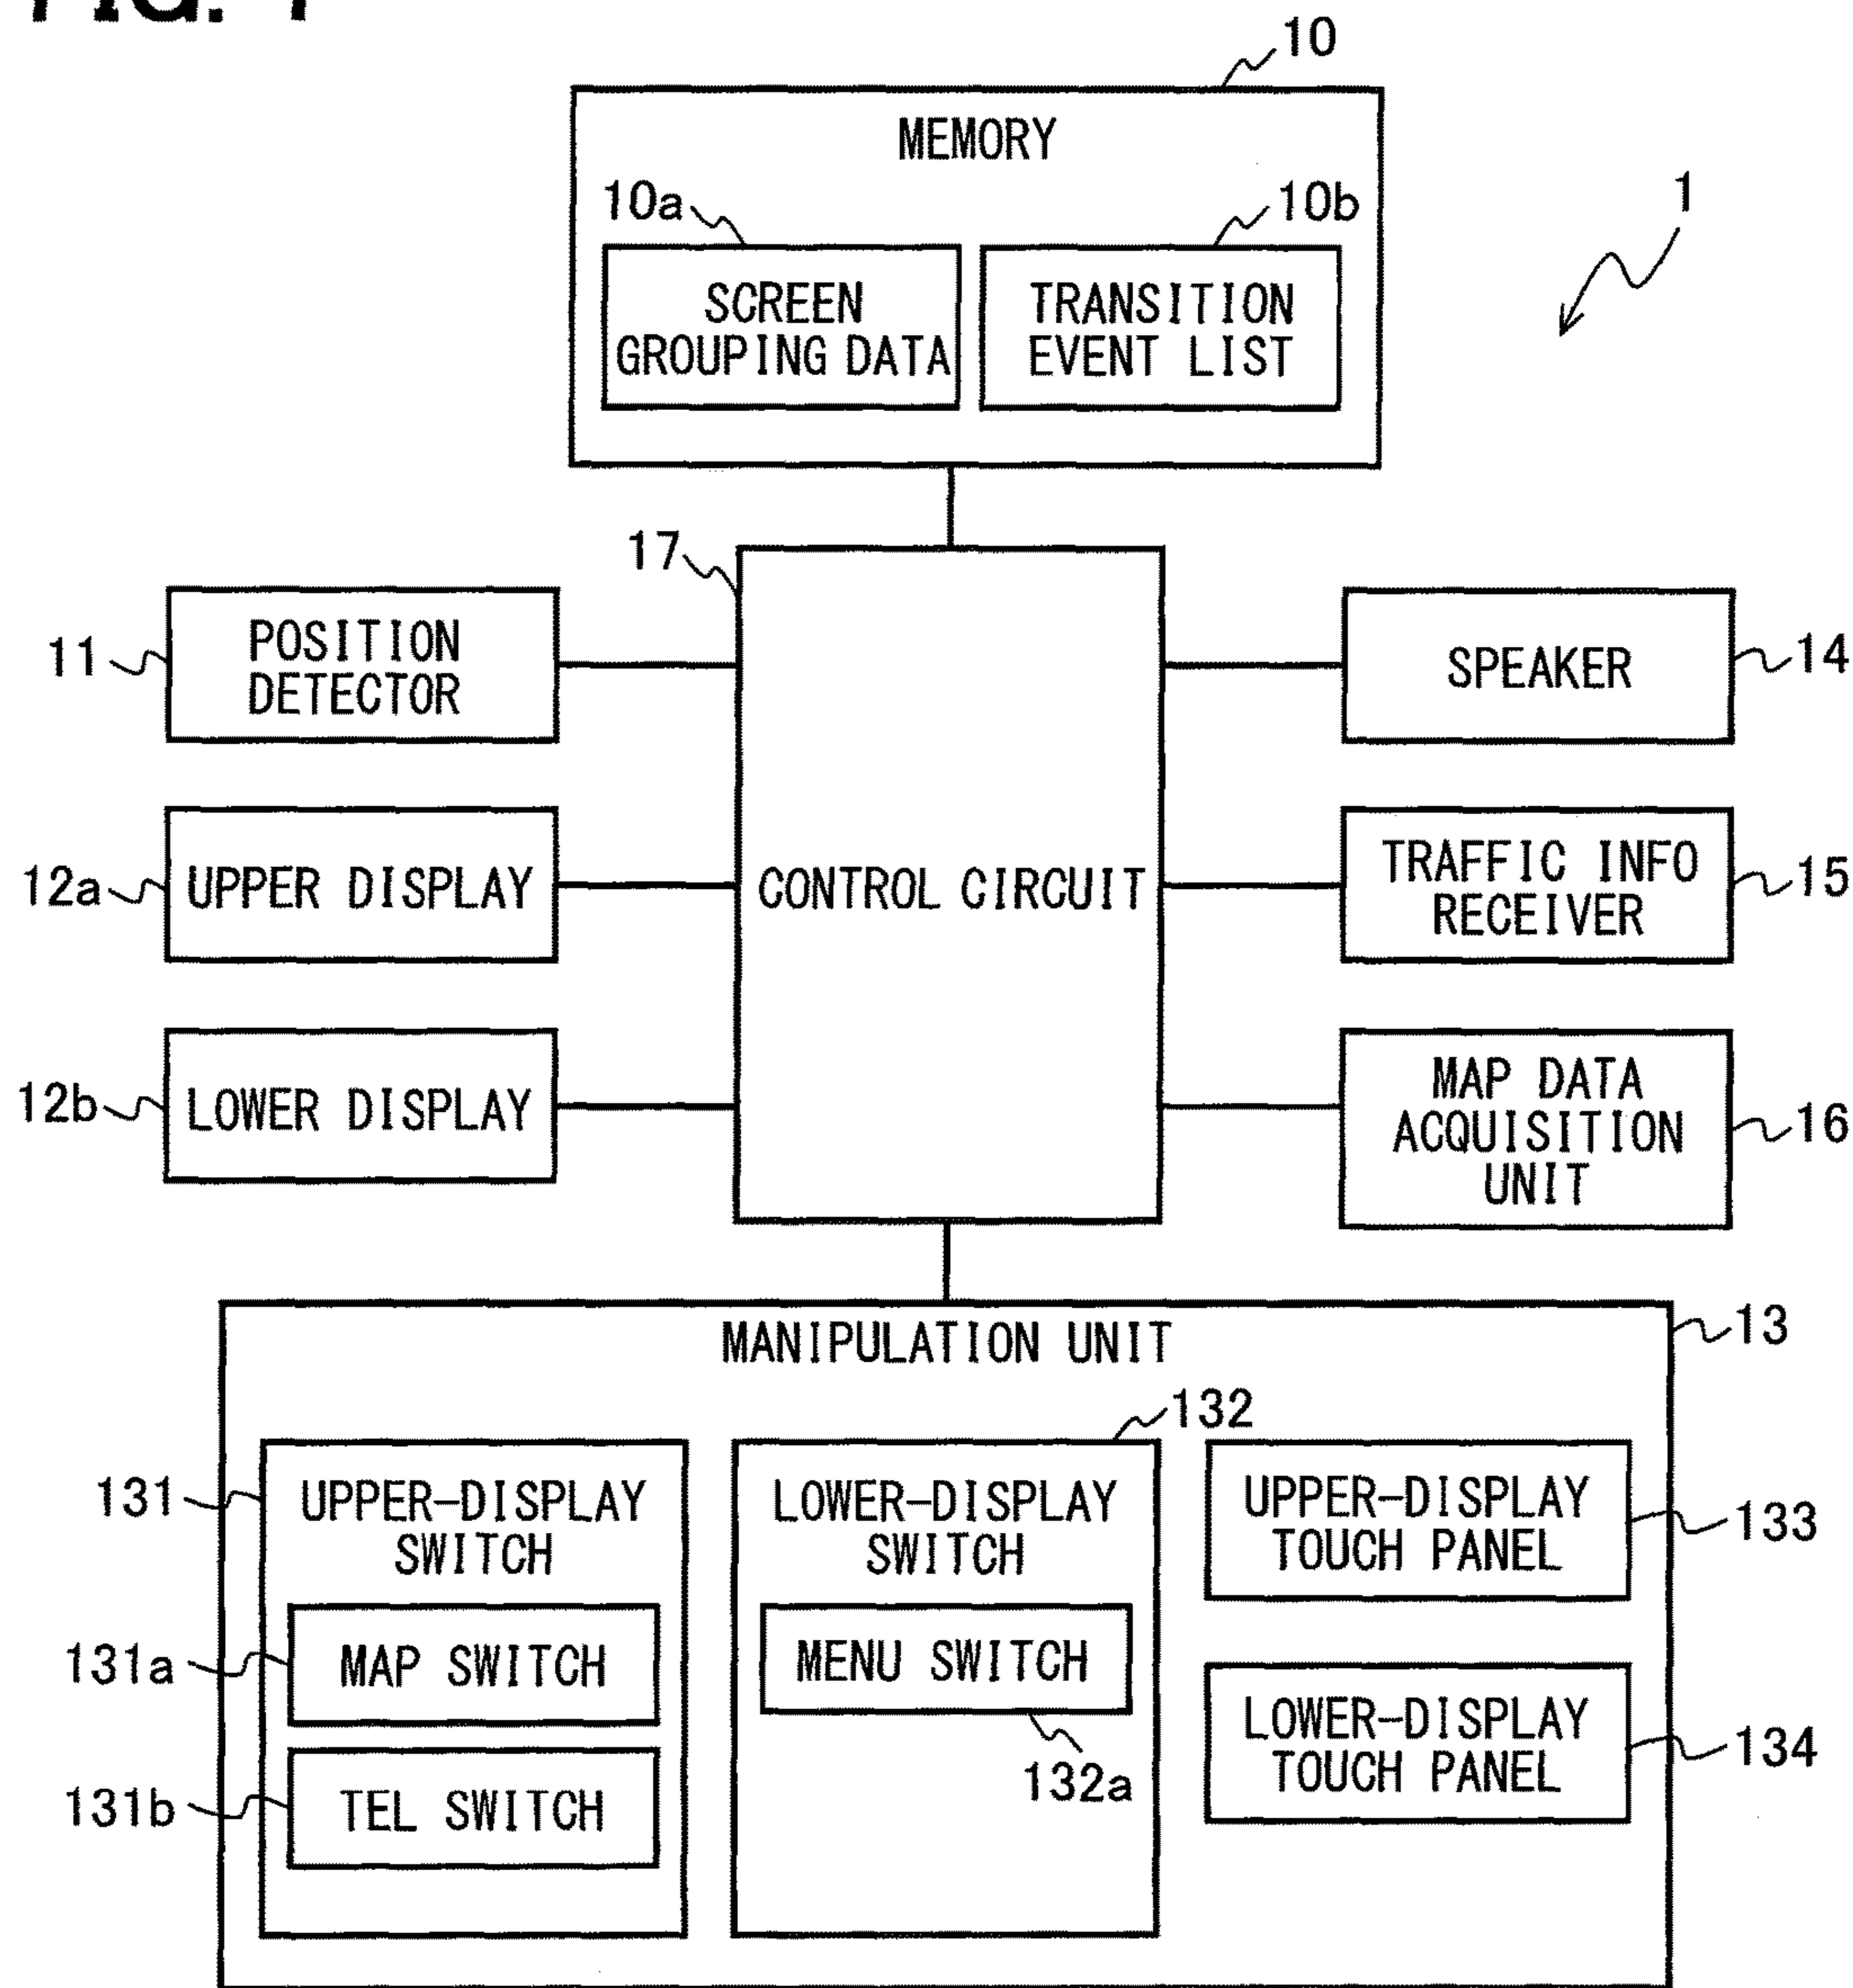 FIG. 1
10
MEMORY
10a
10b
1
SCREEN
GROUPING DATA
TRANSITION
EVENT LIST
17
11
POSITION
DETECTOR
SPEAKER
14
12a
UPPER DISPLAY
CONTROL CIRCUIT
TRAFFIC INFO
RECEIVER
15
12b
LOWER DISPLAY
MAP DATA
ACQUISITION
UNIT
16
MANIPULATION UNIT
13
132
131
UPPER-DISPLAY
SWITCH
LOWER-DISPLAY
SWITCH
UPPER-DISPLAY
TOUCH PANEL
133
131a
MAP SWITCH
MENU SWITCH
132a
LOWER-DISPLAY
TOUCH PANEL
134
131b
TEL SWITCH